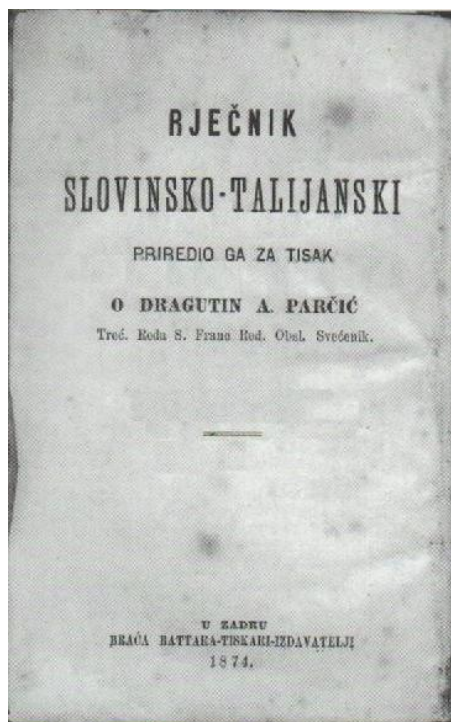 RJEČNIK
SLOVINSKO-TALIJANSKI
PRIREDIO GA ZA TISAK
O DRAGUTIN A. PARČIĆ
Treć. Reda S. Frane Red. Obsl. Svećenik.
U ZADRU
BRAĆA BATTARA-TISKARI-IZDAVATELJI
1874.